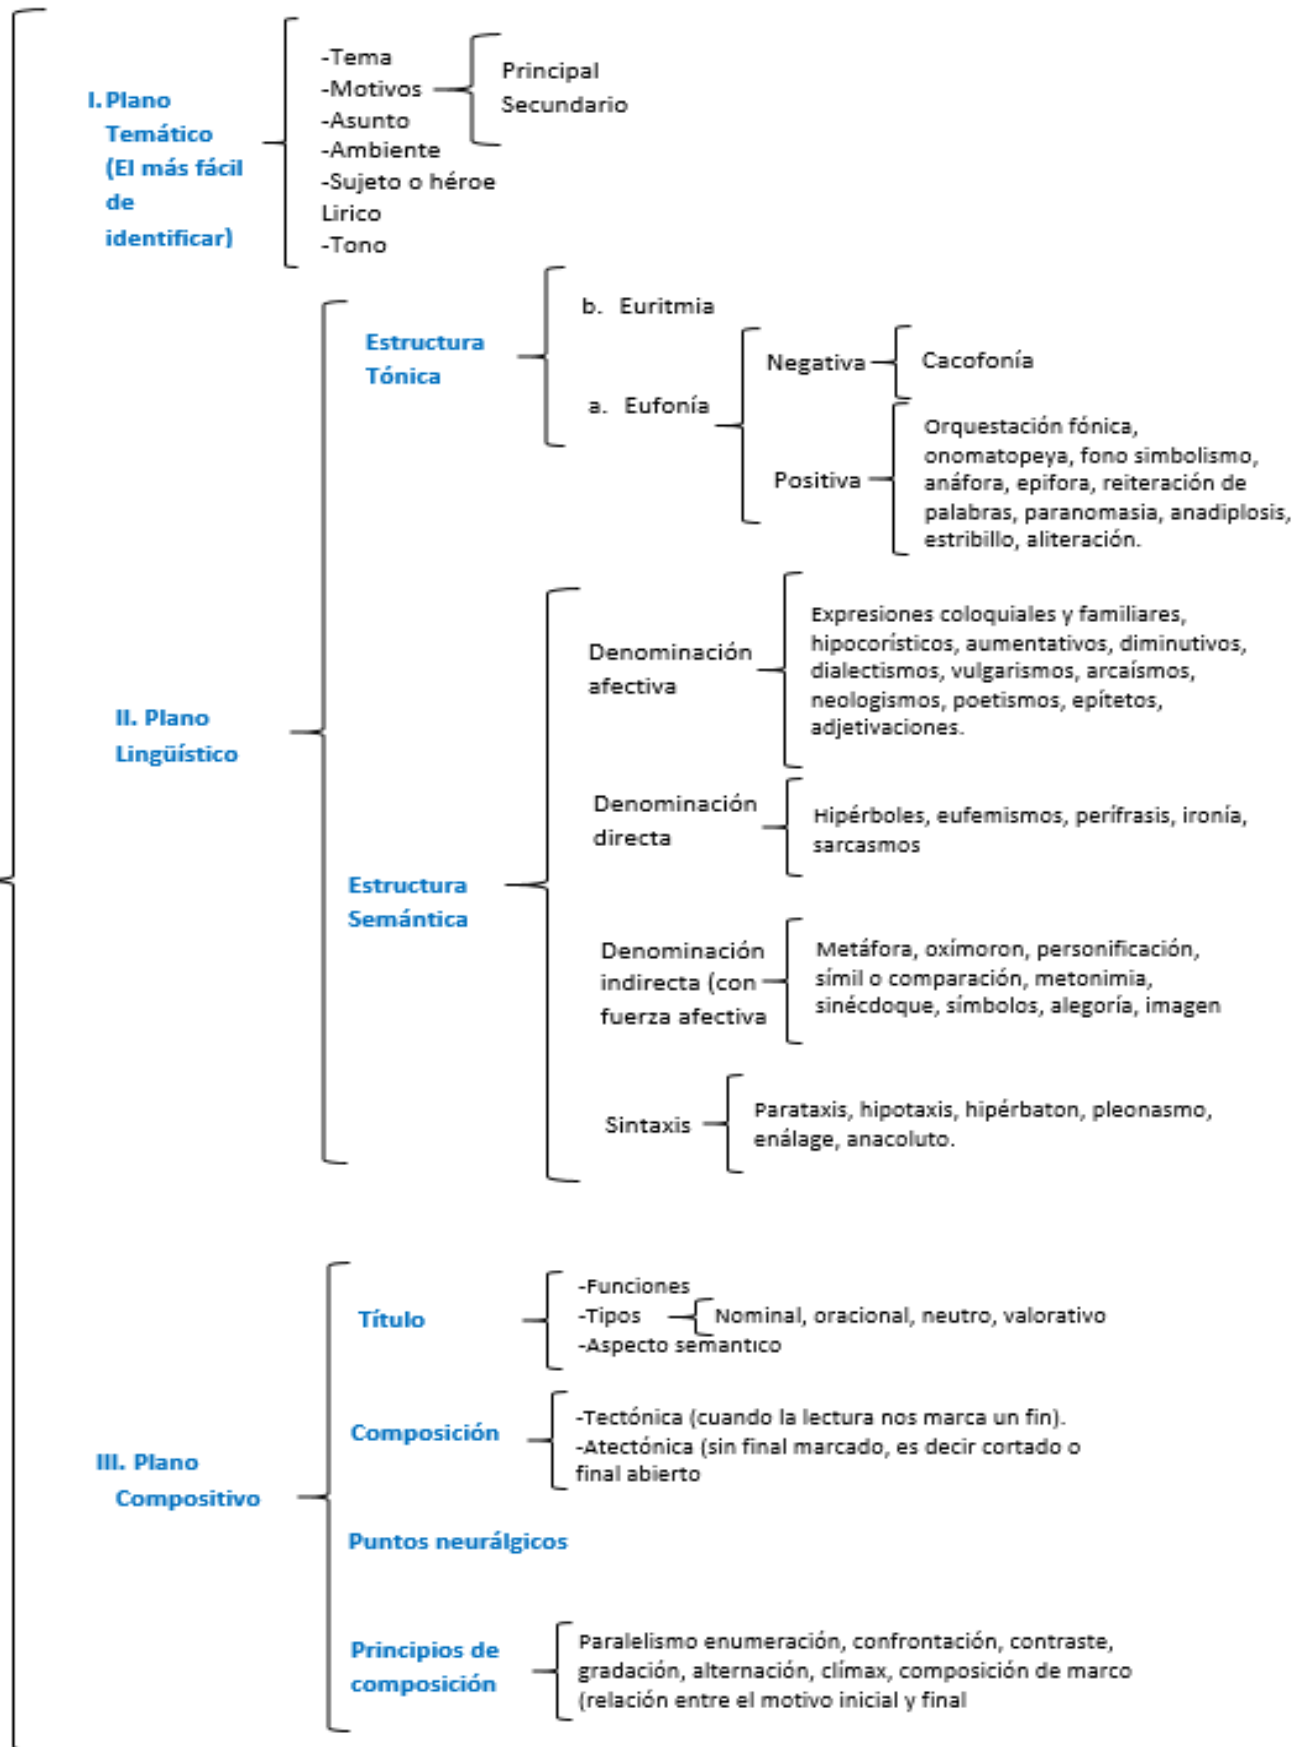 I. Plano
Temático
(El más fácil
de
identificar)
-Tema
-Motivos
-Asunto
-Ambiente
-Sujeto o héroe
Lirico
-Tono
Principal
Secundario
II. Plano
Lingüístico
Estructura
Tónica
b. Euritmia
a. Eufonía
Negativa
Cacofonía
Positiva
Orquestación fónica,
onomatopeya, fono simbolismo,
anáfora, epifora, reiteración de
palabras, paranomasia, anadiplosis,
estribillo, aliteración.
Estructura
Semántica
Denominación
afectiva
Expresiones coloquiales y familiares,
hipocorísticos, aumentativos, diminutivos,
dialectismos, vulgarismos, arcaísmos,
neologismos, poetismos, epítetos,
adjetivaciones.
Denominación
directa
Hipérboles, eufemismos, perífrasis, ironía,
sarcasmos
Denominación
indirecta (con
fuerza afectiva
Metáfora, oxímoron, personificación,
símil o comparación, metonimia,
sinécdoque, símbolos, alegoría, imagen
Sintaxis
Parataxis, hipotaxis, hipérbaton, pleonasmo,
enálage, anacoluto.
III. Plano
Compositivo
Título
-Funciones
-Tipos
Nominal, oracional, neutro, valorativo
-Aspecto semantico
Composición
-Tectónica (cuando la lectura nos marca un fin).
-Atectónica (sin final marcado, es decir cortado o
final abierto
Puntos neurálgicos
Principios de
composición
Paralelismo enumeración, confrontación, contraste,
gradación, alternación, clímax, composición de marco
(relación entre el motivo inicial y final